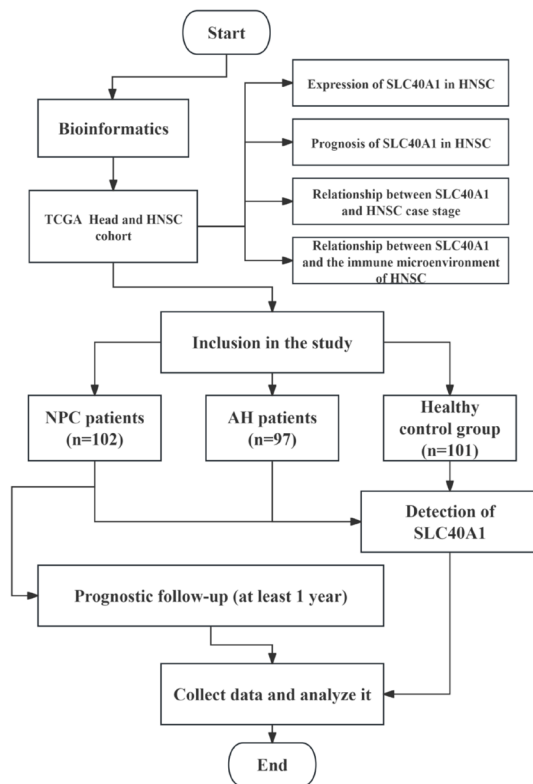 Start
Bioinformatics
TCGA Head and HNSC
cohort
Expression of SLC40A1 in HNSC
Prognosis of SLC40A1 in HNSC
Relationship between SLC40A1
and HNSC case stage
Relationship between SLC40A1
and the immune microenvironment
of HNSC
Inclusion in the study
NPC patients
(n=102)
AH patients
(n=97)
Healthy
control group
(n=101)
Detection of
SLC40A1
Prognostic follow-up (at least 1 year)
Collect data and analyze it
End